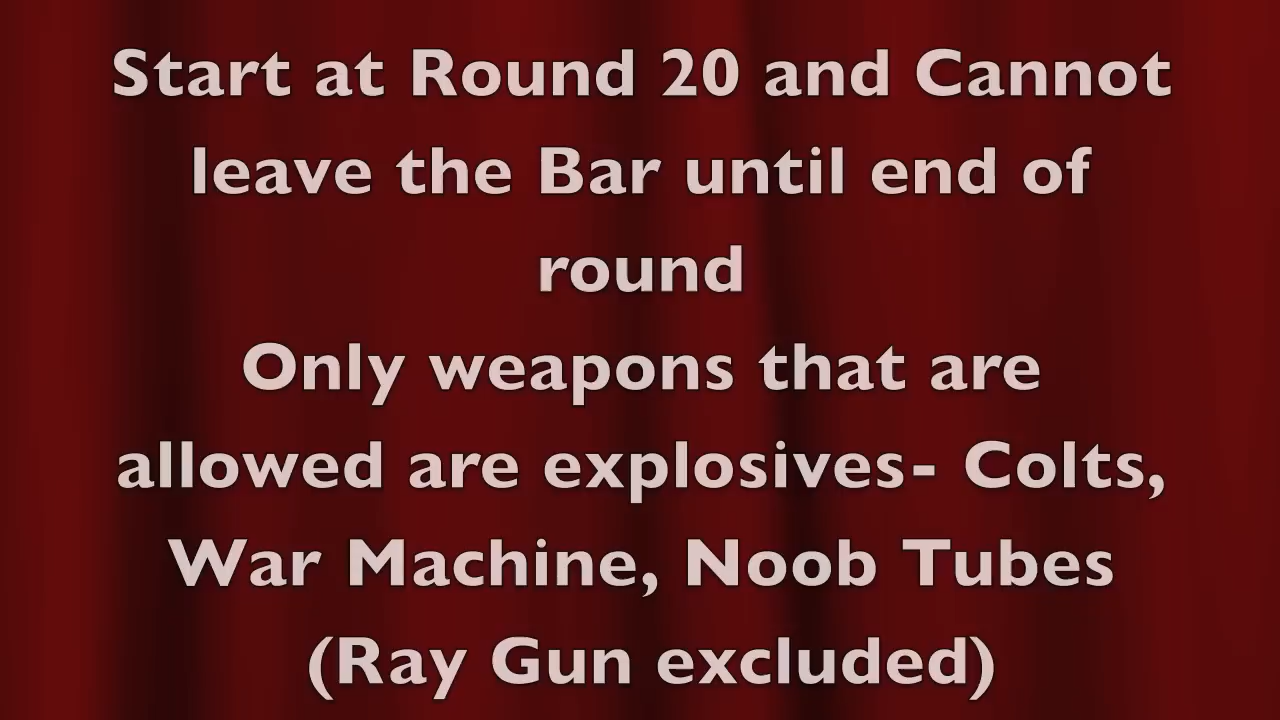 Start at Round 20 and Cannot
leave the Bar until end of
round
Only weapons that are
allowed are explosives- Colts,
War Machine, Noob Tubes
(Ray Gun excluded)